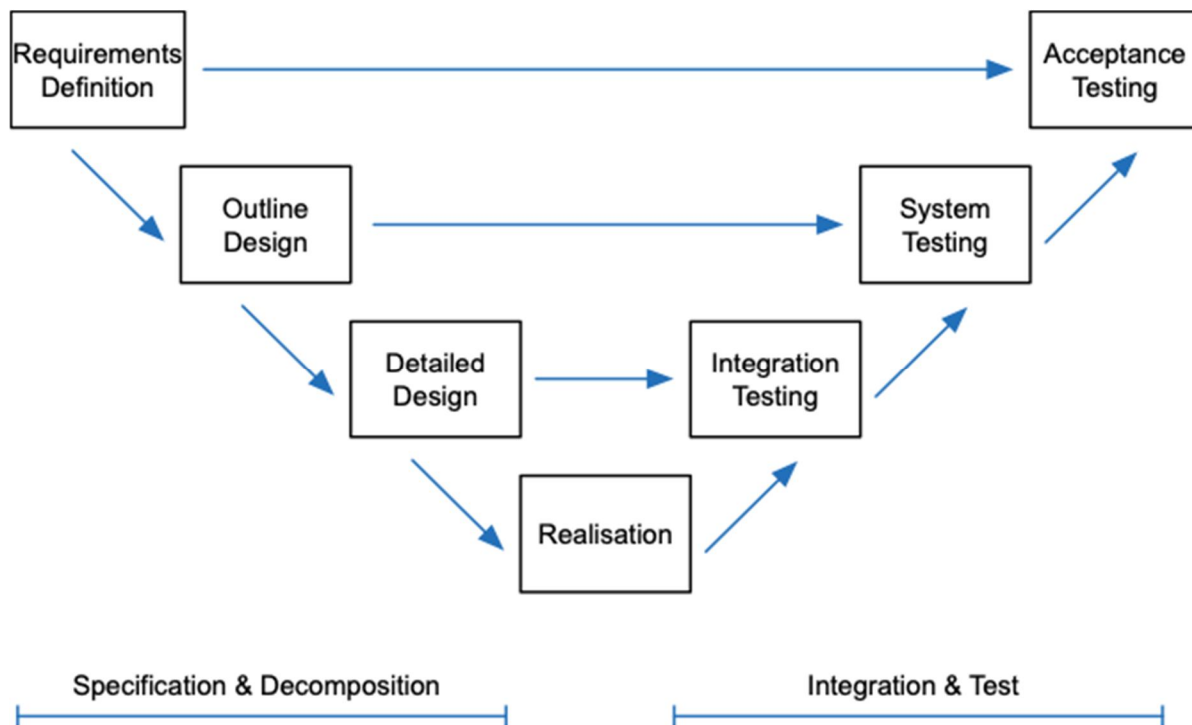 Requirements
Definition
Acceptance
Testing
Outline
Design
System
Testing
Detailed
Design
Integration
Testing
Realisation
Specification & Decomposition
Integration & Test